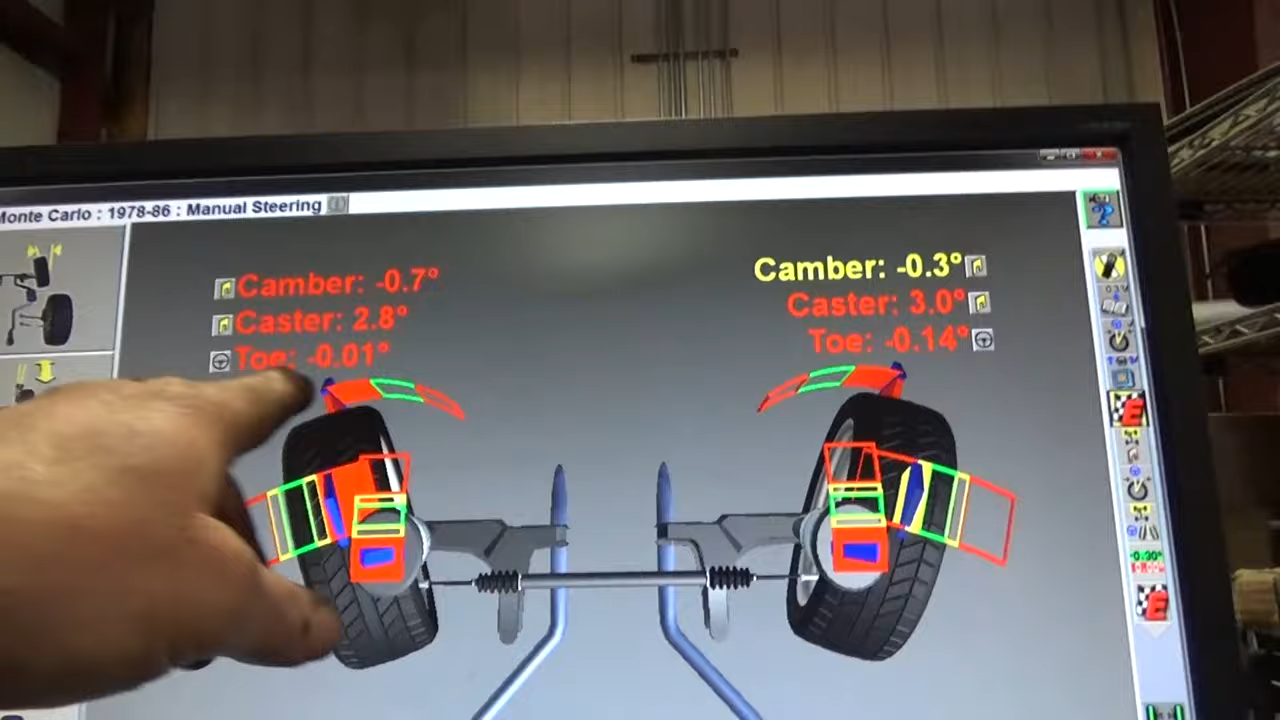 Monte Carlo : 1978-86 : Manual Steering
Camber: -0.7°
Caster: 2.8°
Toe: -0.01°
Camber: -0.3°
Caster: 3.0°
Toe: -0.14°
?
E
E